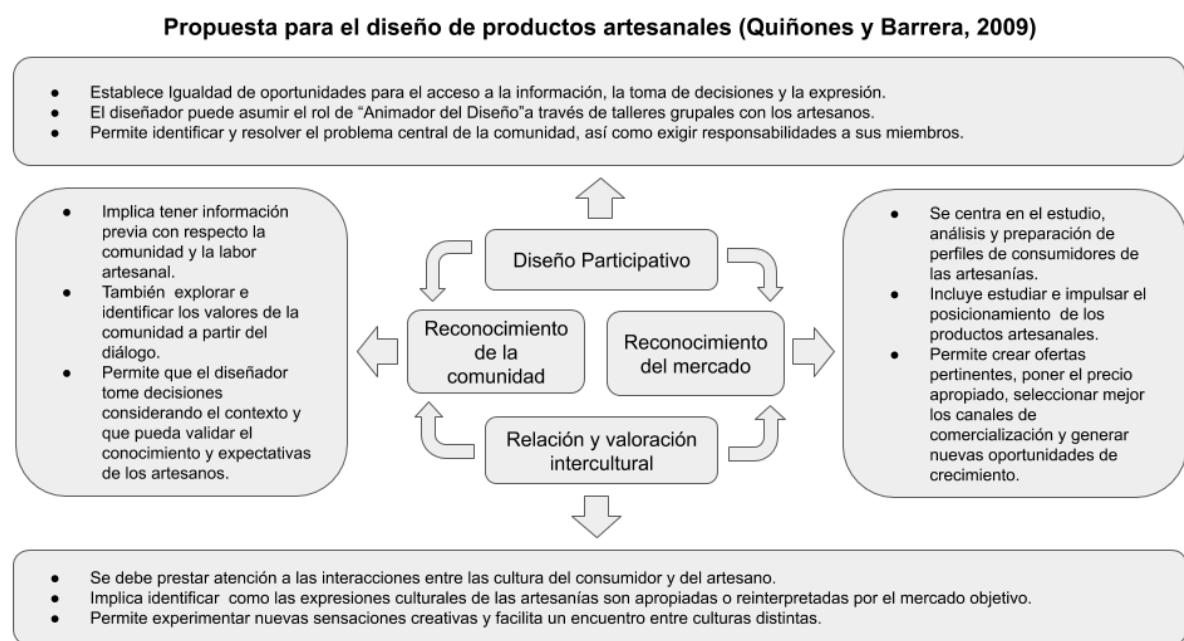 Propuesta para el diseño de productos artesanales (Quiñones y Barrera, 2009)
● Establece Igualdad de oportunidades para el acceso a la información, la toma de decisiones y la expresión.
● El diseñador puede asumir el rol de “Animador del Diseño”a través de talleres grupales con los artesanos.
● Permite identificar y resolver el problema central de la comunidad, así como exigir responsabilidades a sus miembros.
● Implica tener información
previa con respecto la
comunidad y la labor
artesanal.
● También explorar e
identificar los valores de la
comunidad a partir del
diálogo.
● Permite que el diseñador
tome decisiones
considerando el contexto y
que pueda validar el
conocimiento y expectativas
de los artesanos.
Diseño Participativo
Reconocimiento
de la
comunidad
Reconocimiento
del mercado
Relación y valoración
intercultural
● Se centra en el estudio,
análisis y preparación de
perfiles de consumidores de
las artesanías.
● Incluye estudiar e impulsar el
posicionamiento de los
productos artesanales.
● Permite crear ofertas
pertinentes, poner el precio
apropiado, seleccionar mejor
los canales de
comercialización y generar
nuevas oportunidades de
crecimiento.
● Se debe prestar atención a las interacciones entre las cultura del consumidor y del artesano.
● Implica identificar como las expresiones culturales de las artesanías son apropiadas o reinterpretadas por el mercado objetivo.
● Permite experimentar nuevas sensaciones creativas y facilita un encuentro entre culturas distintas.